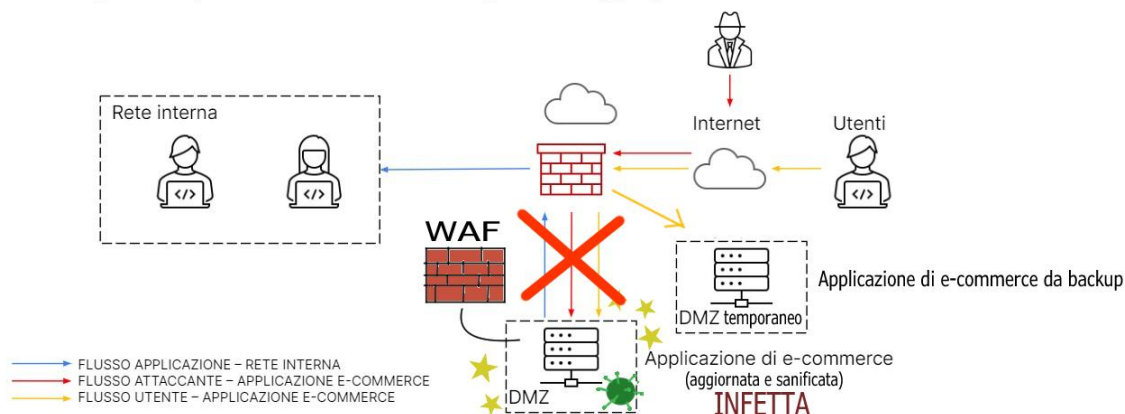 Rete interna
Internet
Utenti
</>
</>
</>
WAF
Applicazione di e-commerce da backup
DMZ temporaneo
Applicazione di e-commerce
(aggiornata e sanificata)
INFETTA
DMZ
FLUSSO APPLICAZIONE – RETE INTERNA
FLUSSO ATTACCANTE – APPLICAZIONE E-COMMERCE
FLUSSO UTENTE – APPLICAZIONE E-COMMERCE